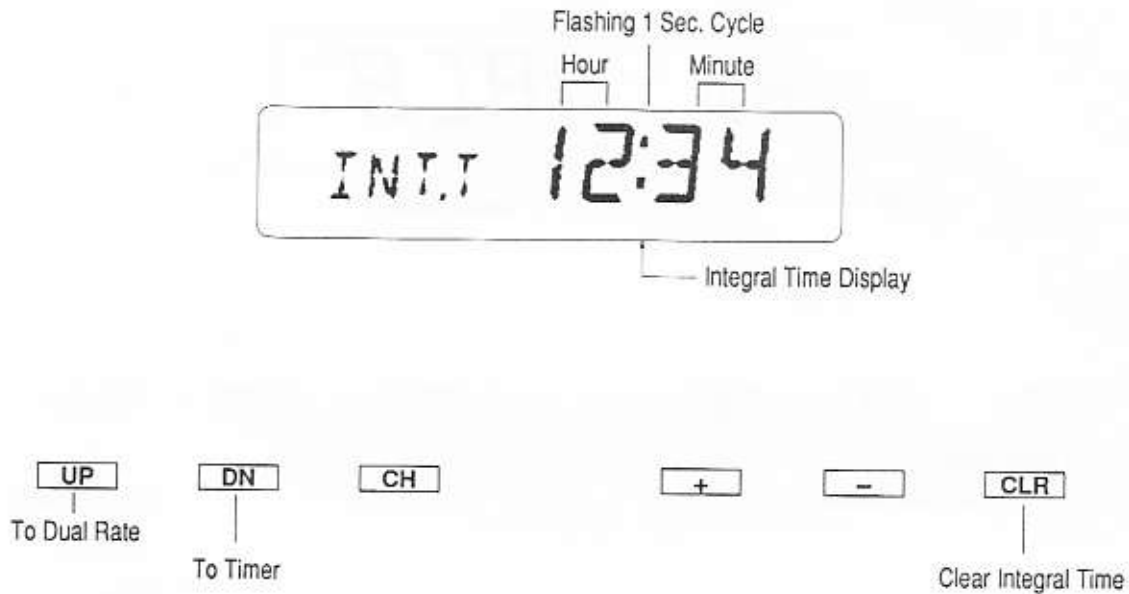 Flashing 1 Sec. Cycle
Hour Minute
INT.T 12:34
Integral Time Display
UP DN CH + - CLR
To Dual Rate
To Timer
Clear Integral Time